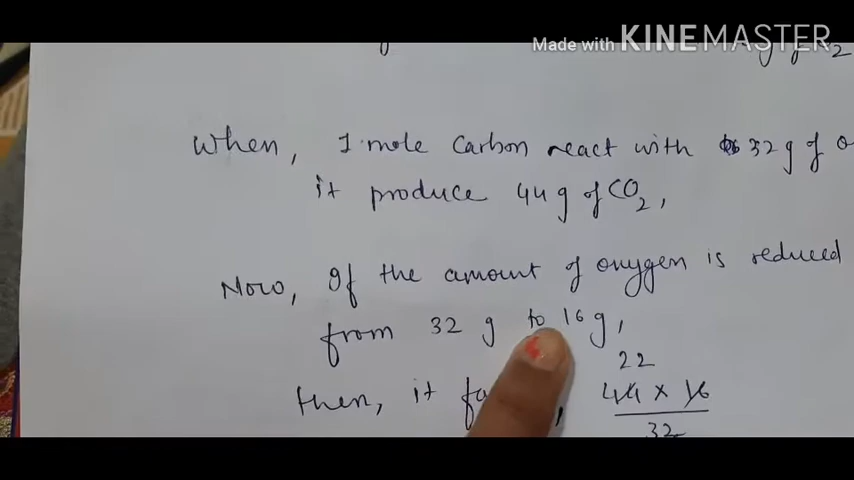 Made with KINEMASTER
When, 1 mole Carbon react with 32 g of
it produce 44 g of CO₂,
Now, If the amount of oxygen is reduced
from 32 g to 16 g,
22
then, it 44 x 16
32